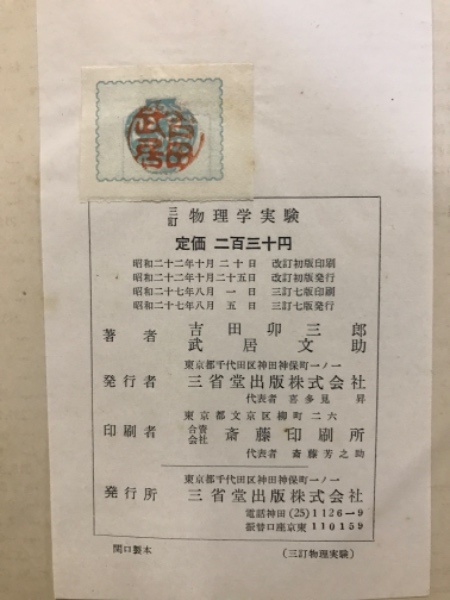 吉田
武居
三訂 物理学実験
定価 二百三十円
昭和二十二年十月二十日 改訂初版印刷
昭和二十二年十月二十五日 改訂初版発行
昭和二十七年八月一日 三訂七版印刷
昭和二十七年八月五日 三訂七版発行
著者 吉田卯三郎
武居文助
東京都千代田区神田神保町一ノ一
発行者 三省堂出版株式会社
代表者 喜多見昇
東京都文京区柳町二六
印刷者 合資会社 斎藤印刷所
代表者 斎藤芳之助
東京都千代田区神田神保町一ノ一
発行所 三省堂出版株式会社
電話神田(25)1126-9
振替口座東京110159
関口製本
(三訂物理実験)